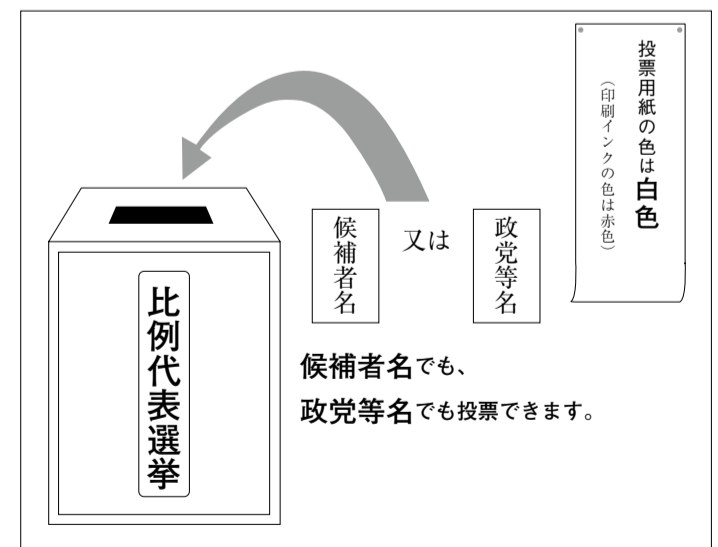 投票用紙の色は白色
（印刷インクの色は赤色）
候補者名
又は
政党等名
比例代表選挙
候補者名でも、
政党等名でも投票できます。